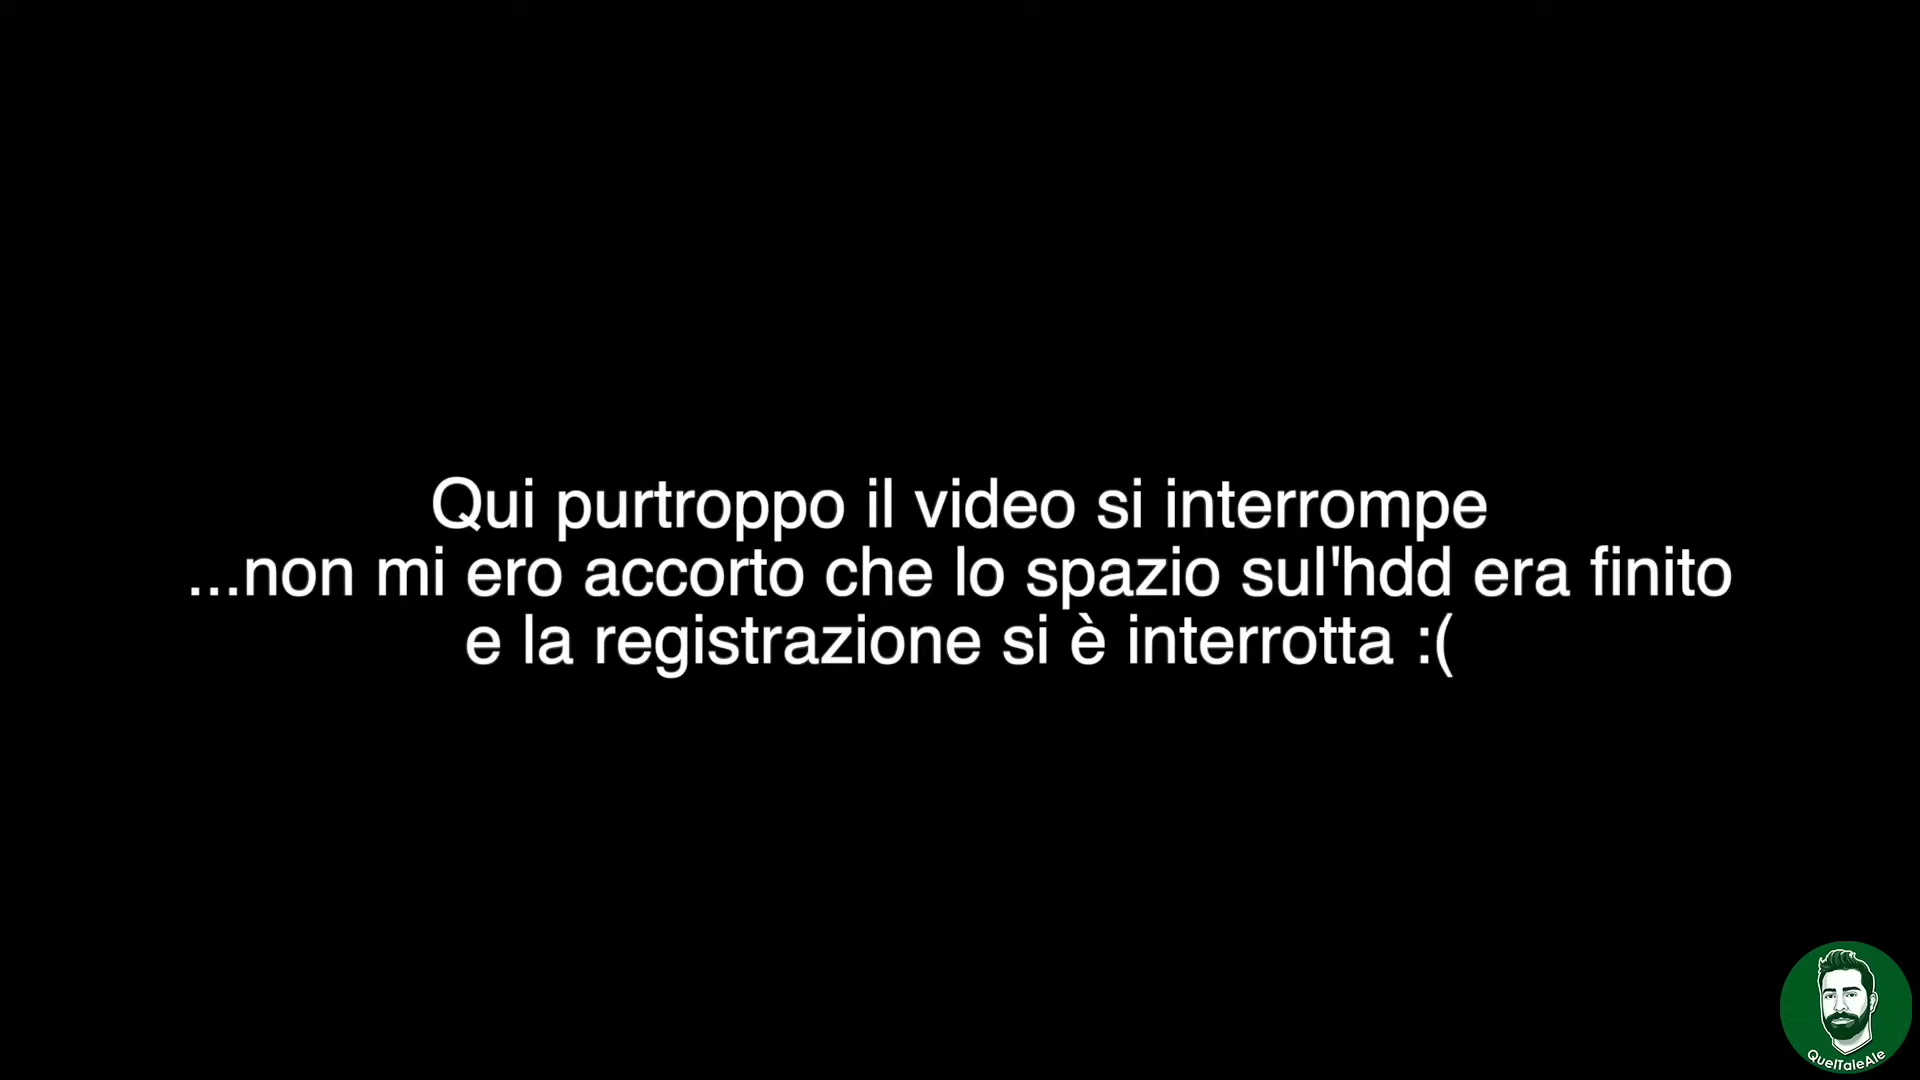 Qui purtroppo il video si interrompe
...non mi ero accorto che lo spazio sul'hdd era finito
e la registrazione si è interrotta :(
QuelTaleAle